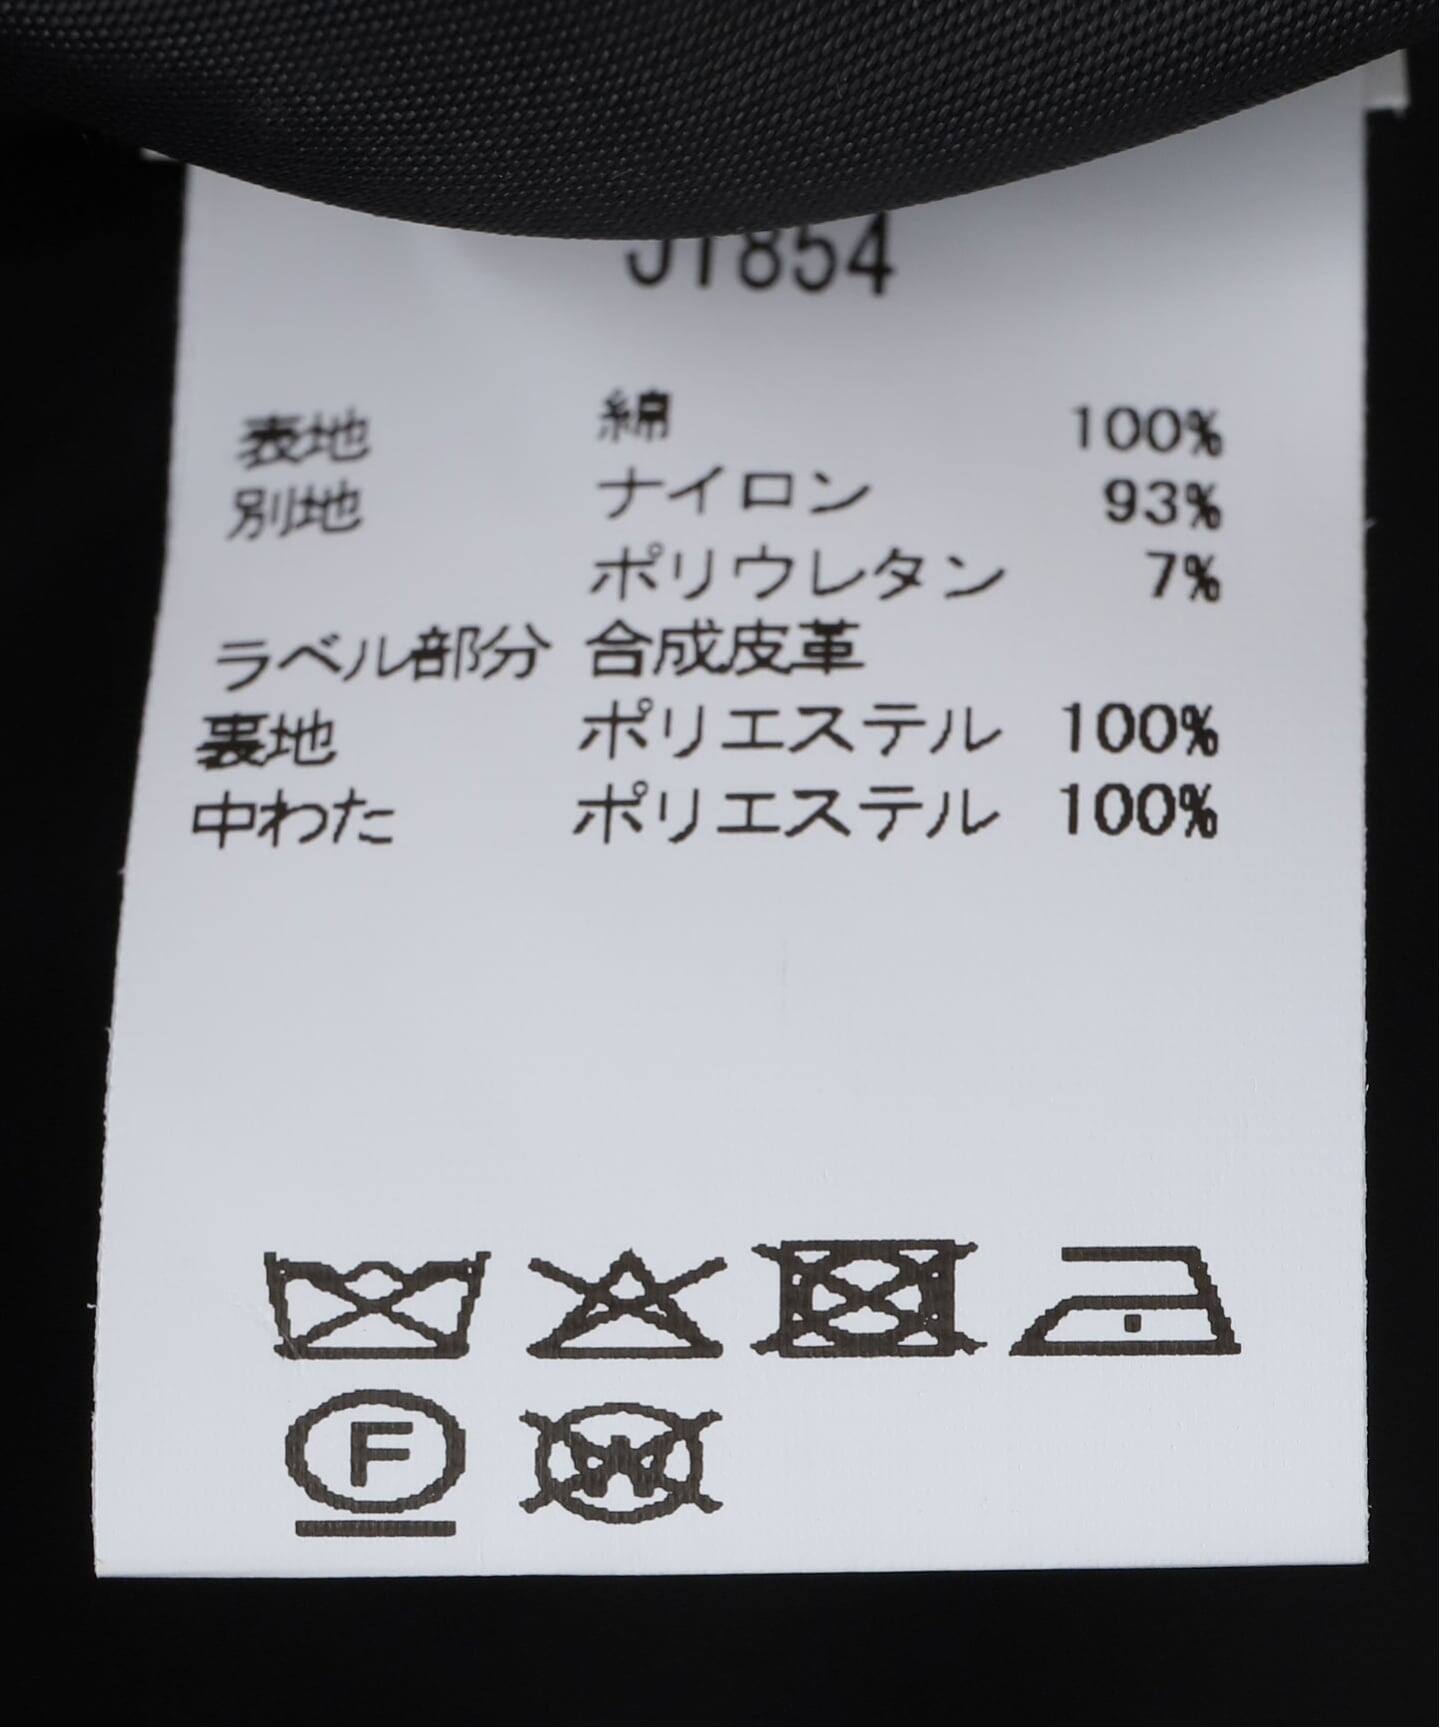 J1854
表地 綿 100%
別地 ナイロン 93%
ポリウレタン 7%
ラベル部分 合成皮革
裏地 ポリエステル 100%
中わた ポリエステル 100%
F
W